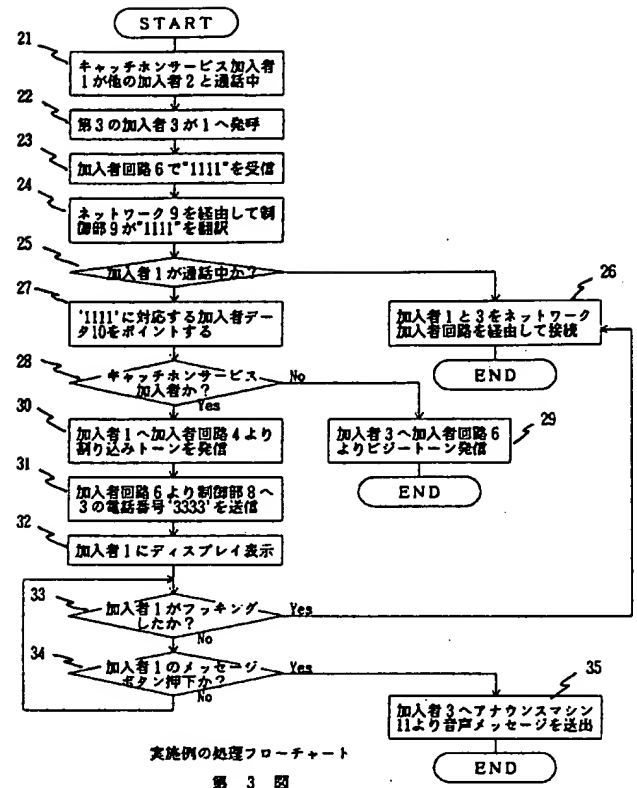 START
21
キャッチホンサービス加入者
1が他の加入者2と通話中
22
第3の加入者3が1へ発呼
23
加入者回路6で"1111"を受信
24
ネットワーク9を経由して制
御部9が"1111"を翻訳
25
加入者1が通話中か?
26
加入者1と3をネットワーク
加入者回路を経由して接続
END
27
'1111'に対応する加入者デー
タ10をポイントする
28
キャッチホンサービス
加入者か?
No
Yes
29
加入者3へ加入者回路6
よりビジートーン発信
END
30
加入者1へ加入者回路4より
割り込みトーンを発信
31
加入者回路6より制御部8へ
3の電話番号'3333'を送信
32
加入者1にディスプレイ表示
33
加入者1がフッキング
したか?
Yes
No
34
加入者1のメッセージ
ボタン押下か?
Yes
No
35
加入者3へアナウンスマシン
11より音声メッセージを送出
END
実施例の処理フローチャート
第 3 図